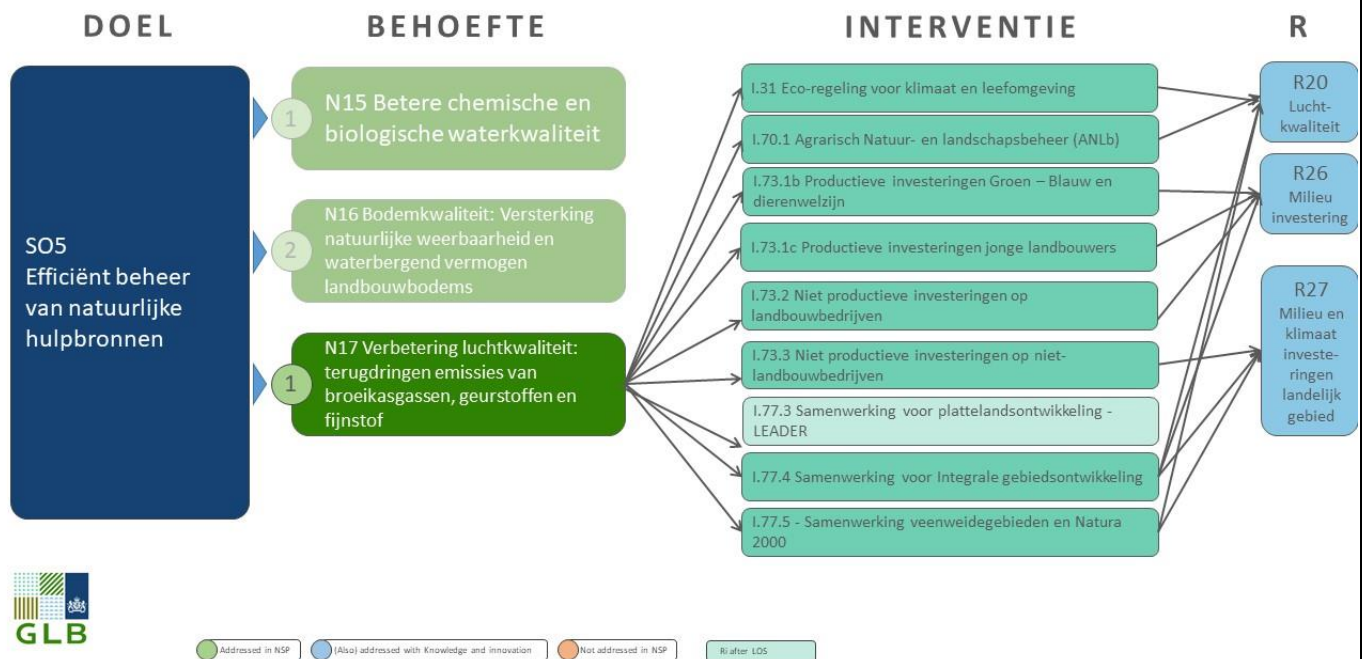 DOEL
BEHOEFTE
INTERVENTIE
R
SO5
Efficiënt beheer
van natuurlijke
hulpbronnen
1
N15 Betere chemische en
biologische waterkwaliteit
2
N16 Bodemkwaliteit: Versterking
natuurlijke weerbaarheid en
waterbergend vermogen
landbouwbodems
1
N17 Verbetering luchtkwaliteit:
terugdringen emissies van
broeikasgassen, geurstoffen en
fijnstof
I.31 Eco-regeling voor klimaat en leefomgeving
I.70.1 Agrarisch Natuur- en landschapsbeheer (ANLb)
I.73.1b Productieve investeringen Groen – Blauw en
dierenwelzijn
I.73.1c Productieve investeringen jonge landbouwers
I.73.2 Niet productieve investeringen op
landbouwbedrijven
I.73.3 Niet productieve investeringen op niet-
landbouwbedrijven
I.77.3 Samenwerking voor plattelandsontwikkeling -
LEADER
I.77.4 Samenwerking voor Integrale gebiedsontwikkeling
I.77.5 - Samenwerking veenweidegebieden en Natura
2000
R20
Lucht-
kwaliteit
R26
Milieu
investering
R27
Milieu en
klimaat
investe-
ringen
landelijk
gebied
GLB
Addressed in NSP
(Also) addressed with Knowledge and innovation
Not addressed in NSP
Ri after LOS